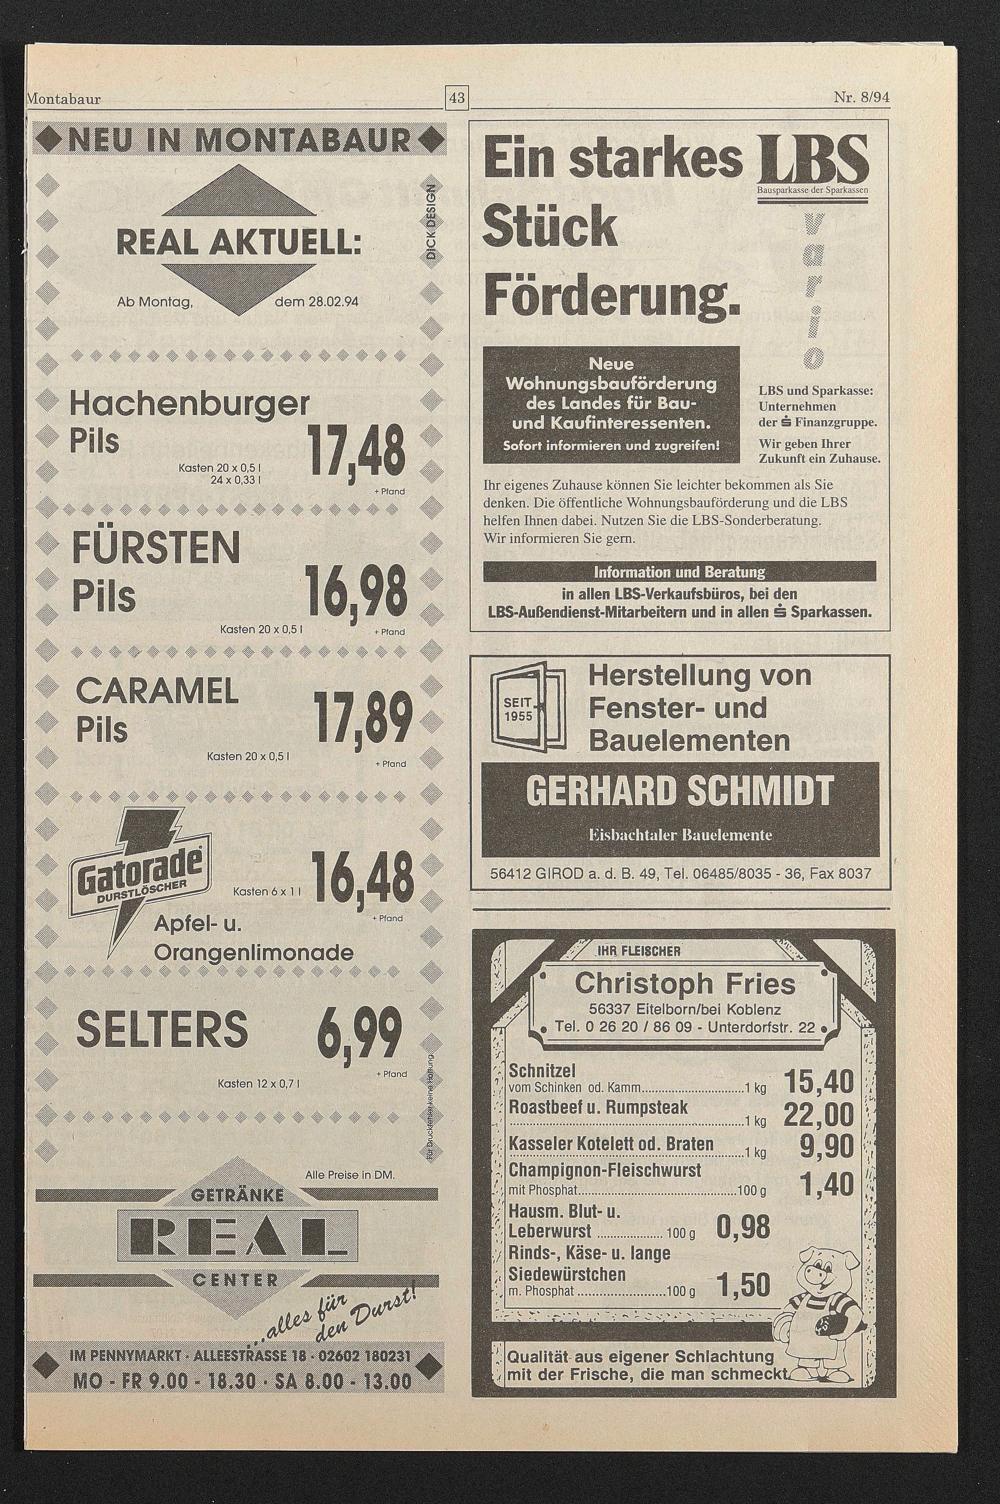 Montabaur
43
Nr. 8/94
NEU IN MONTABAUR
DICK DESIGN
REAL AKTUELL:
Ab Montag, dem 28.02.94
Hachenburger
Pils
17,48
Kasten 20 x 0,5 l
24 x 0,33 l
+ Pfand
FÜRSTEN
Pils
16,98
Kasten 20 x 0,5 l
+ Pfand
CARAMEL
Pils
17,89
Kasten 20 x 0,5 l
+ Pfand
Gatorade
DURSTLÖSCHER
Kasten 6 x 1 l
16,48
+ Pfand
Apfel- u.
Orangenlimonade
SELTERS
6,99
+ Pfand
Kasten 12 x 0,7 l
Für Druckfehler keine Haftung.
Alle Preise in DM.
GETRÄNKE
REAL
CENTER
...alles für
den Durst!
IM PENNYMARKT · ALLEESTRASSE 18 · 02602 180231
MO - FR 9.00 - 18.30 · SA 8.00 - 13.00
Ein starkes
Stück
Förderung.
LBS
Bausparkasse der Sparkassen
vario
Neue
Wohnungsbauförderung
des Landes für Bau-
und Kaufinteressenten.
Sofort informieren und zugreifen!
LBS und Sparkasse:
Unternehmen
der S Finanzgruppe.
Wir geben Ihrer
Zukunft ein Zuhause.
Ihr eigenes Zuhause können Sie leichter bekommen als Sie
denken. Die öffentliche Wohnungsbauförderung und die LBS
helfen Ihnen dabei. Nutzen Sie die LBS-Sonderberatung.
Wir informieren Sie gern.
Information und Beratung
in allen LBS-Verkaufsbüros, bei den
LBS-Außendienst-Mitarbeitern und in allen S Sparkassen.
SEIT
1955
Herstellung von
Fenster- und
Bauelementen
GERHARD SCHMIDT
Eisbachtaler Bauelemente
56412 GIROD a. d. B. 49, Tel. 06485/8035 - 36, Fax 8037
IHR FLEISCHER
Christoph Fries
56337 Eitelborn/bei Koblenz
Tel. 0 26 20 / 86 09 - Unterdorfstr. 22
Schnitzel
vom Schinken od. Kamm..........1 kg 15,40
Roastbeef u. Rumpsteak
..........1 kg 22,00
Kasseler Kotelett od. Braten
..........1 kg 9,90
Champignon-Fleischwurst
mit Phosphat..........100 g 1,40
Hausm. Blut- u.
Leberwurst ..........100 g 0,98
Rinds-, Käse- u. lange
Siedewürstchen
m. Phosphat ..........100 g 1,50
Qualität aus eigener Schlachtung
mit der Frische, die man schmeckt.